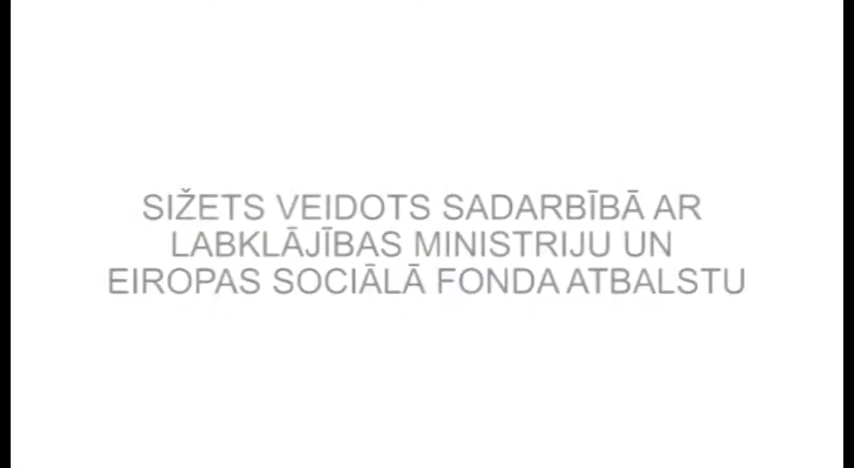 SIŽETS VEIDOTS SADARBĪBĀ AR
LABKLĀJĪBAS MINISTRIJU UN
EIROPAS SOCIĀLĀ FONDA ATBALSTU